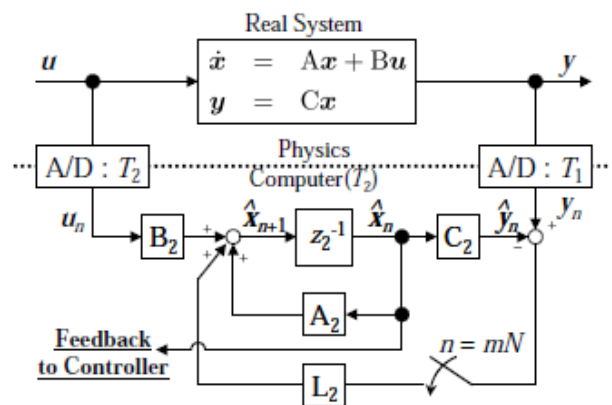 Real System
u
ẋ = Ax + Bu
y = Cx
y
A/D : T₂
Physics
Computer(T₂)
A/D : T₁
uₙ
B₂
+
+
+
x̂ₙ₊₁
z₂⁻¹
x̂ₙ
C₂
ŷₙ
yₙ
+
−
A₂
Feedback
to Controller
L₂
n = mN